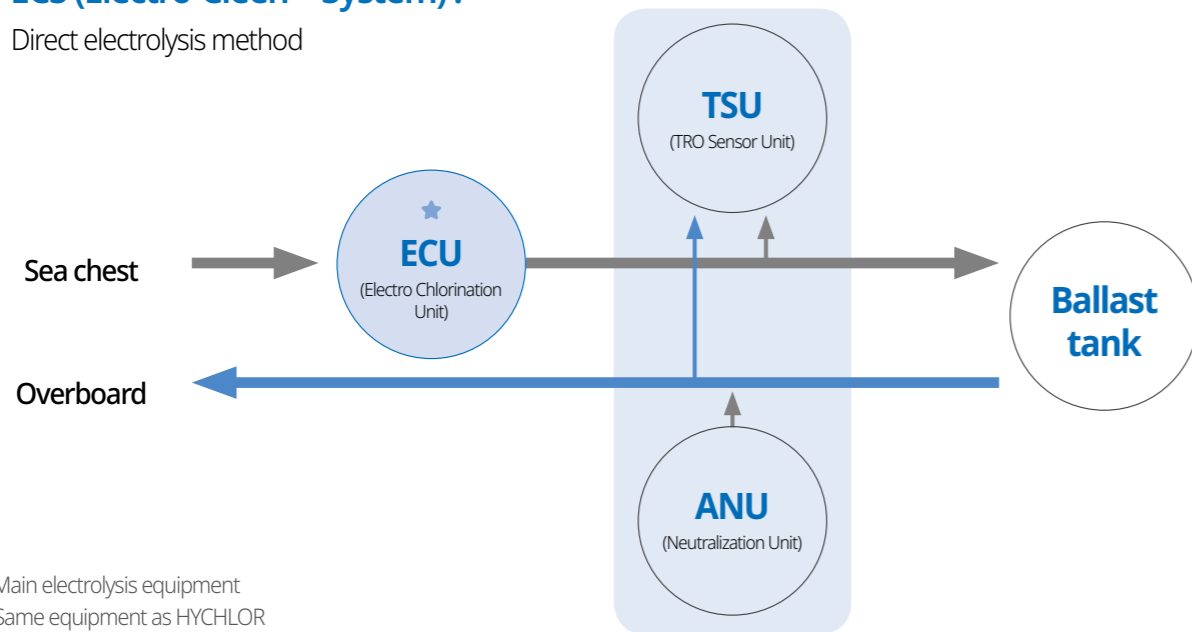 Direct electrolysis method
TSU
(TRO Sensor Unit)
ECU
(Electro Chlorination
Unit)
Sea chest
Ballast
tank
Overboard
ANU
(Neutralization Unit)
Main electrolysis equipment
Same equipment as HYCHLOR